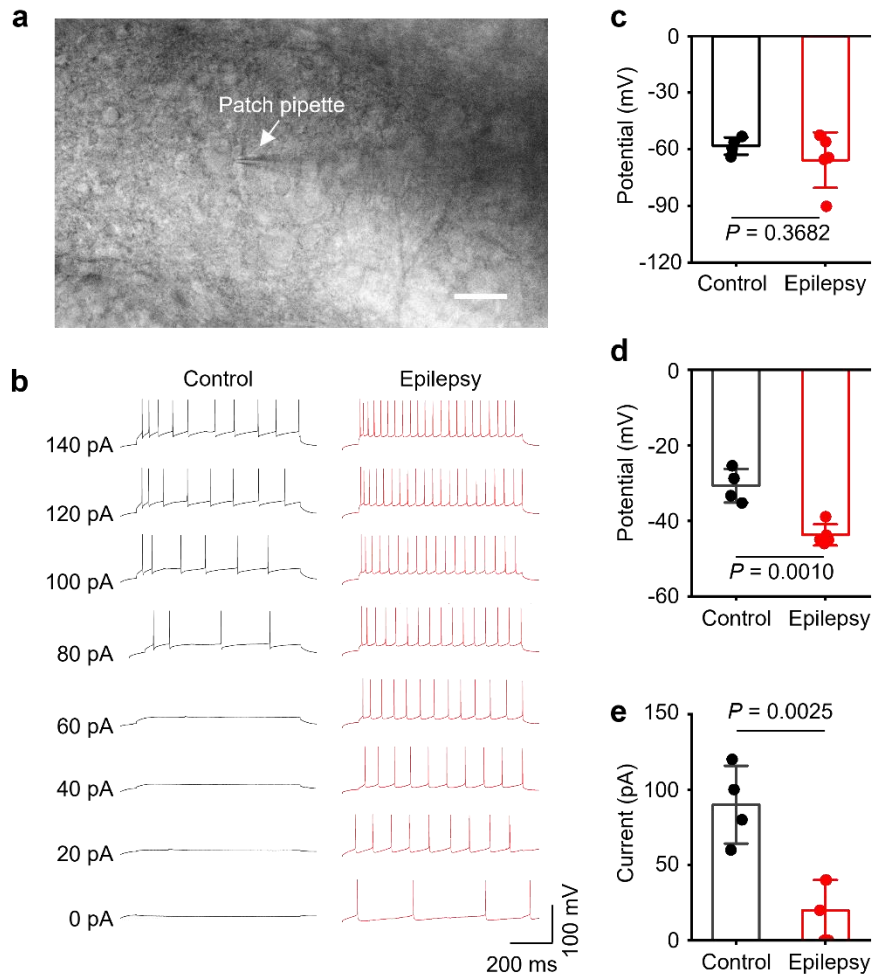 a
Patch pipette
b
Control Epilepsy
140 pA
120 pA
100 pA
80 pA
60 pA
40 pA
20 pA
0 pA
100 mV
200 ms
c
Potential (mV)
0
-30
-60
-90
-120
P = 0.3682
Control Epilepsy
d
Potential (mV)
0
-20
-40
-60
P = 0.0010
Control Epilepsy
e
Current (pA)
150
100
50
0
P = 0.0025
Control Epilepsy